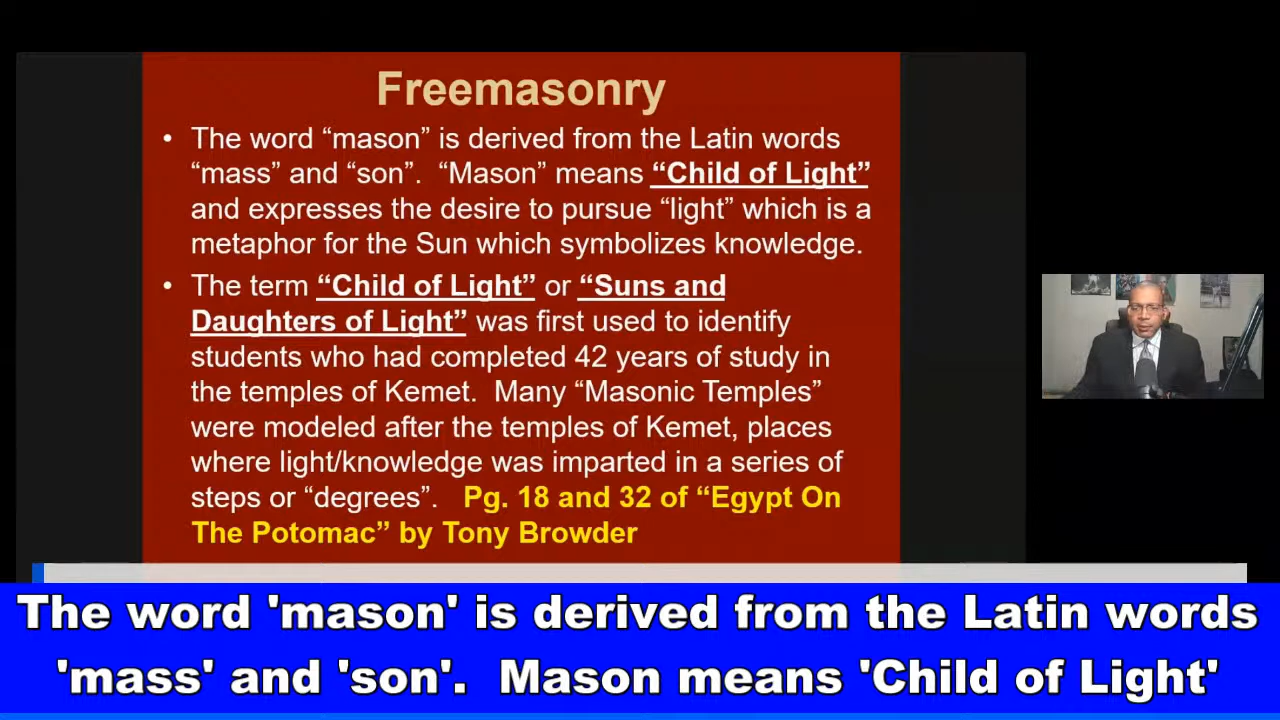 Freemasonry
• The word “mason” is derived from the Latin words
“mass” and “son”. “Mason” means “Child of Light”
and expresses the desire to pursue “light” which is a
metaphor for the Sun which symbolizes knowledge.
• The term “Child of Light” or “Suns and
Daughters of Light” was first used to identify
students who had completed 42 years of study in
the temples of Kemet. Many “Masonic Temples”
were modeled after the temples of Kemet, places
where light/knowledge was imparted in a series of
steps or “degrees”. Pg. 18 and 32 of “Egypt On
The Potomac” by Tony Browder
The word 'mason' is derived from the Latin words
'mass' and 'son'. Mason means 'Child of Light'